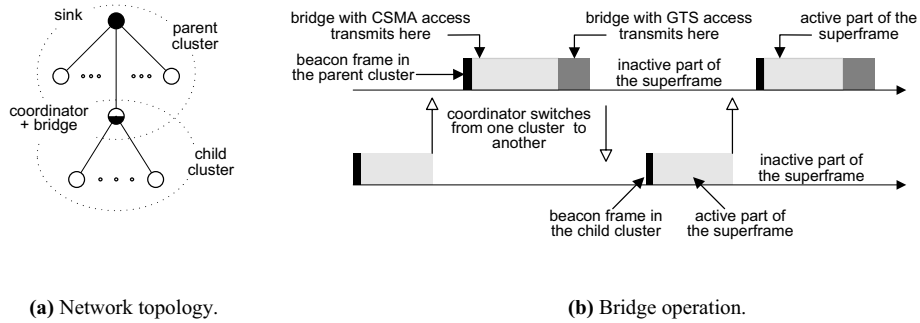 sink
parent
cluster
coordinator
+ bridge
child
cluster
(a) Network topology.
bridge with CSMA access
transmits here
bridge with GTS access
transmits here
active part of
the superframe
beacon frame in
the parent cluster
inactive part of
the superframe
coordinator switches
from one cluster to
another
inactive part of
the superframe
beacon frame in
the child cluster
active part of
the superframe
(b) Bridge operation.